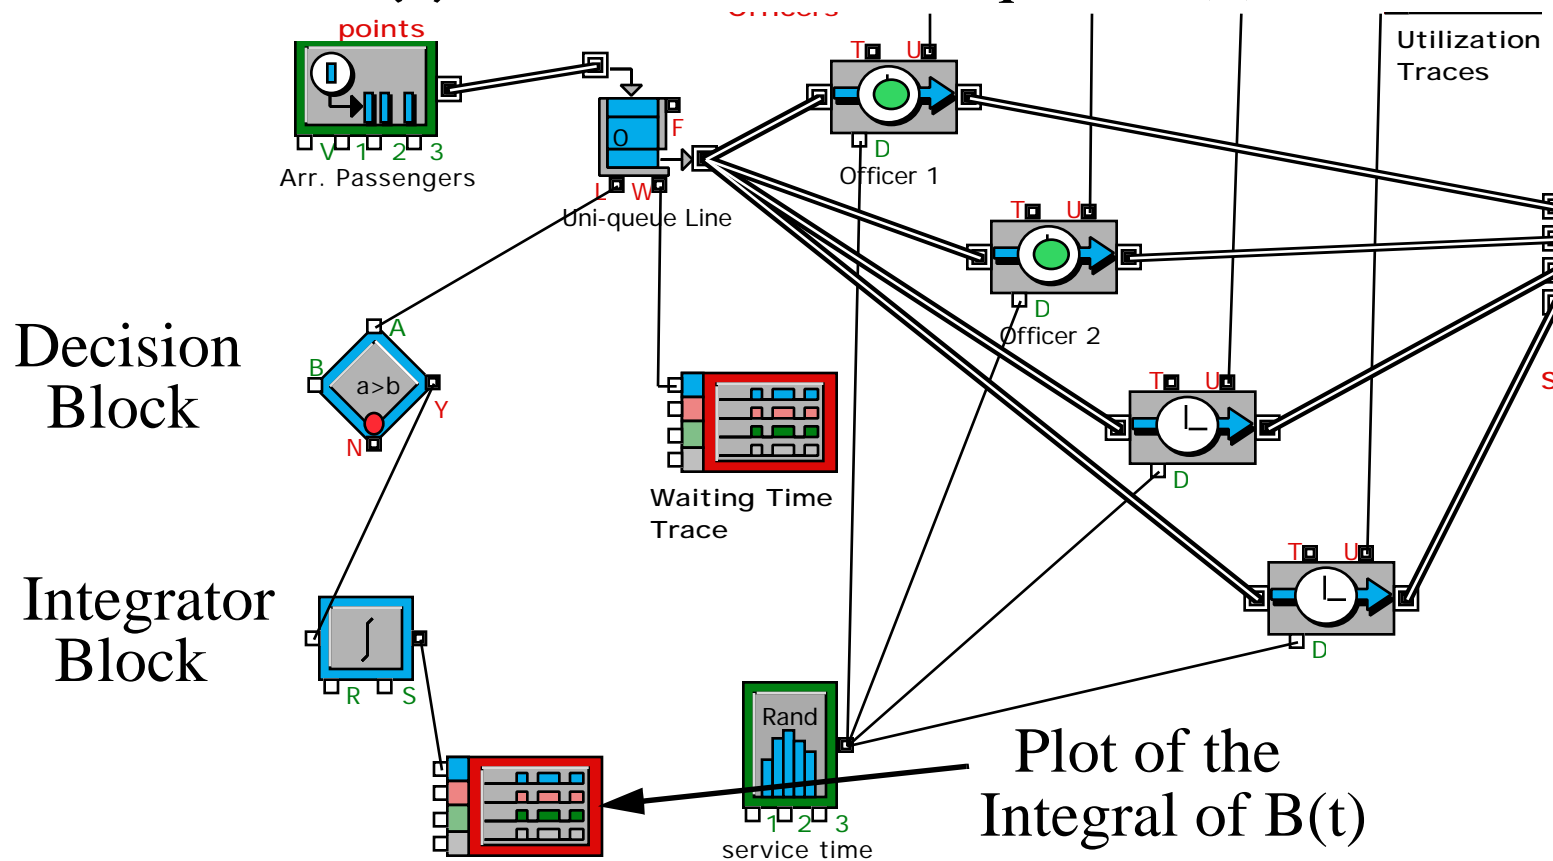 Officers
points
T U
Utilization
Traces
0
F
D
V 1 2 3
Arr. Passengers
Officer 1
L W
Uni-queue Line
T U
D
Officer 2
Decision
Block
A
B
a>b
Y
N
T U
D
S
Waiting Time
Trace
T U
D
Integrator
Block
∫
R S
Rand
1 2 3
service time
Plot of the
Integral of B(t)